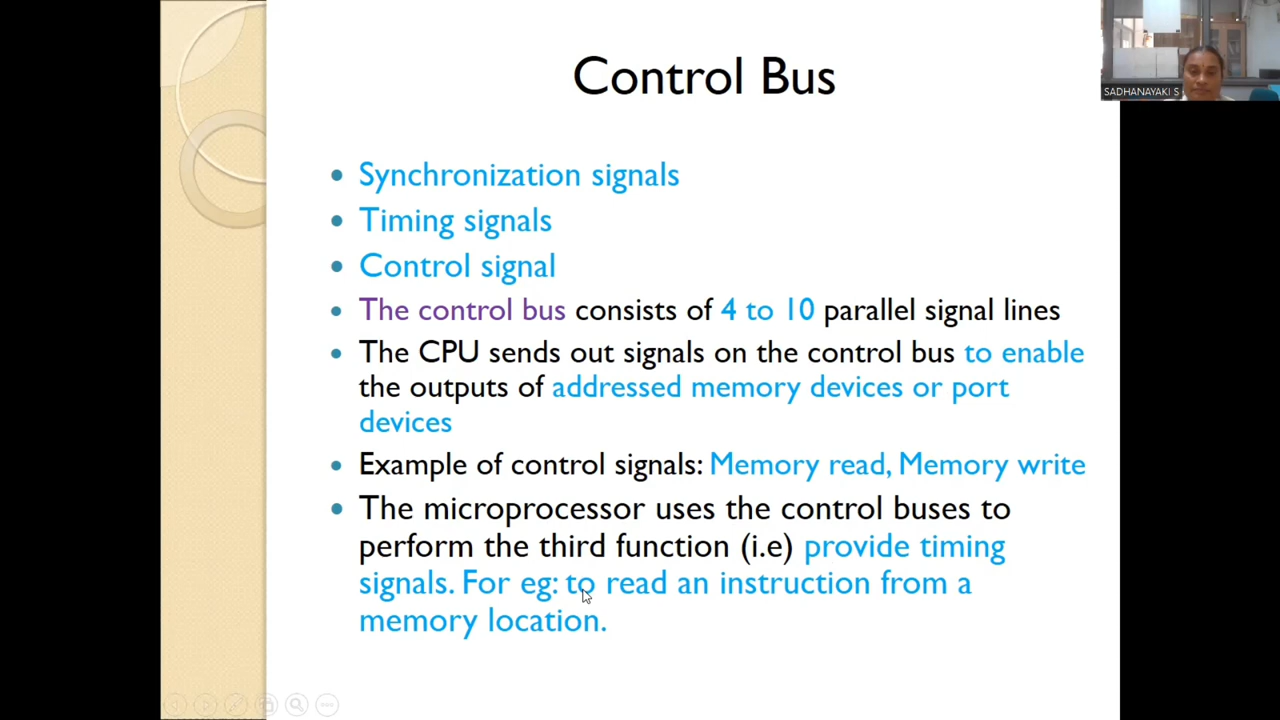 Control Bus
SADHANAYAKI S
• Synchronization signals
• Timing signals
• Control signal
• The control bus consists of 4 to 10 parallel signal lines
• The CPU sends out signals on the control bus to enable
the outputs of addressed memory devices or port
devices
• Example of control signals: Memory read, Memory write
• The microprocessor uses the control buses to
perform the third function (i.e) provide timing
signals. For eg: to read an instruction from a
memory location.